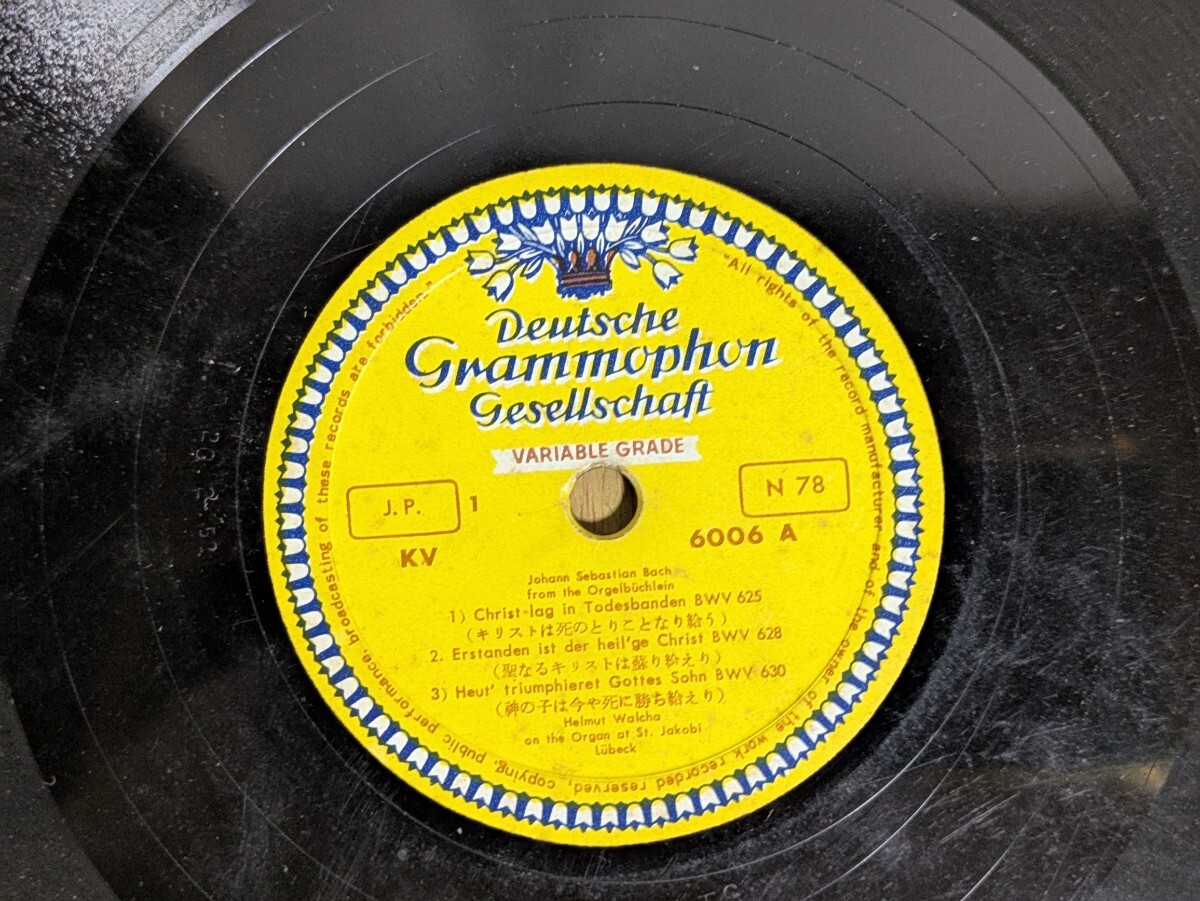 Deutsche
Grammophon
Gesellschaft
VARIABLE GRADE
J. P. 1
N 78
KV
6006 A
Johann Sebastian Bach
from the Orgelbüchlein
1) Christ lag in Todesbanden BWV 625
(キリストは死のとりことなり給う)
2. Erstanden ist der heil'ge Christ BWV 628
(聖なるキリストは蘇り給えり)
3) Heut' triumphieret Gottes Sohn BWV 630
(神の子は今や死に勝ち給えり)
Helmut Walcha
on the Organ at St. Jakobi
Lübeck
"All rights of the record manufacturer and of the owner of the work recorded reserved, copying, public performance, broadcasting of these records are forbidden."